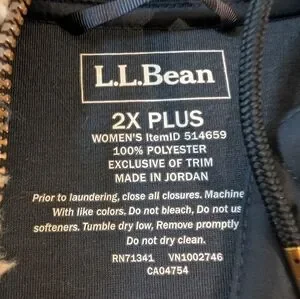 L.L.Bean
2X PLUS
WOMEN'S ItemID 514659
100% POLYESTER
EXCLUSIVE OF TRIM
MADE IN JORDAN
Prior to laundering, close all closures. Machine
With like colors. Do not bleach, Do not us
softeners. Tumble dry low, Remove promptly
Do not dry clean.
RN71341 VN1002746
CA04754